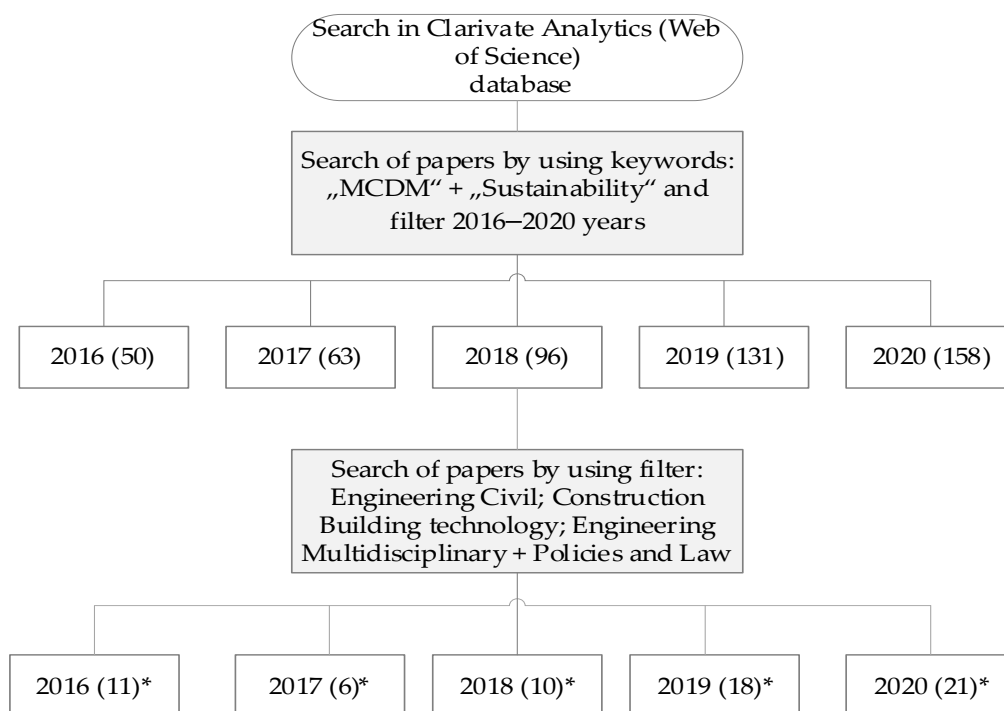 Search in Clarivate Analytics (Web
of Science)
database
Search of papers by using keywords:
„MCDM“ + „Sustainability“ and
filter 2016–2020 years
2016 (50)
2017 (63)
2018 (96)
2019 (131)
2020 (158)
Search of papers by using filter:
Engineering Civil; Construction
Building technology; Engineering
Multidisciplinary + Policies and Law
2016 (11)*
2017 (6)*
2018 (10)*
2019 (18)*
2020 (21)*